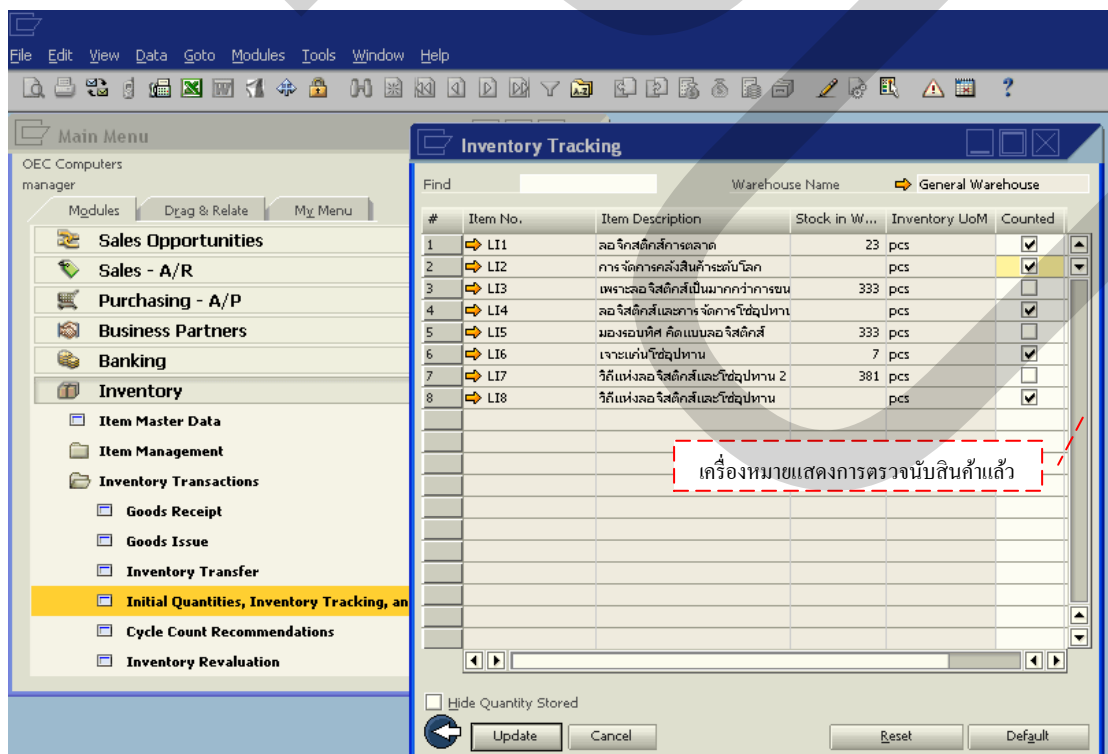 File Edit View Data Goto Modules Tools Window Help
Main Menu
OEC Computers
manager
Modules Drag & Relate My Menu
Sales Opportunities
Sales - A/R
Purchasing - A/P
Business Partners
Banking
Inventory
Item Master Data
Item Management
Inventory Transactions
Goods Receipt
Goods Issue
Inventory Transfer
Initial Quantities, Inventory Tracking, an
Cycle Count Recommendations
Inventory Revaluation
Inventory Tracking
Find Warehouse Name General Warehouse
# Item No. Item Description Stock in W... Inventory UoM Counted
1 LI1 ลอจิกสติกส์การตลาด 23 pcs
2 LI2 การจัดการคลังสินค้าระดับโลก pcs
3 LI3 เพราะลอจิสติกส์เป็นมากกว่าการขน 333 pcs
4 LI4 ลอจิสติกส์และการจัดการโซ่อุปทาน pcs
5 LI5 มองรอบทิศ คิดแบบลอจิสติกส์ 333 pcs
6 LI6 เจาะแก่นโซ่อุปทาน 7 pcs
7 LI7 วิถีแห่งลอจิสติกส์และโซ่อุปทาน 2 381 pcs
8 LI8 วิถีแห่งลอจิสติกส์และโซ่อุปทาน pcs
เครื่องหมายแสดงการตรวจนับสินค้าแล้ว
Hide Quantity Stored
Update Cancel Reset Default